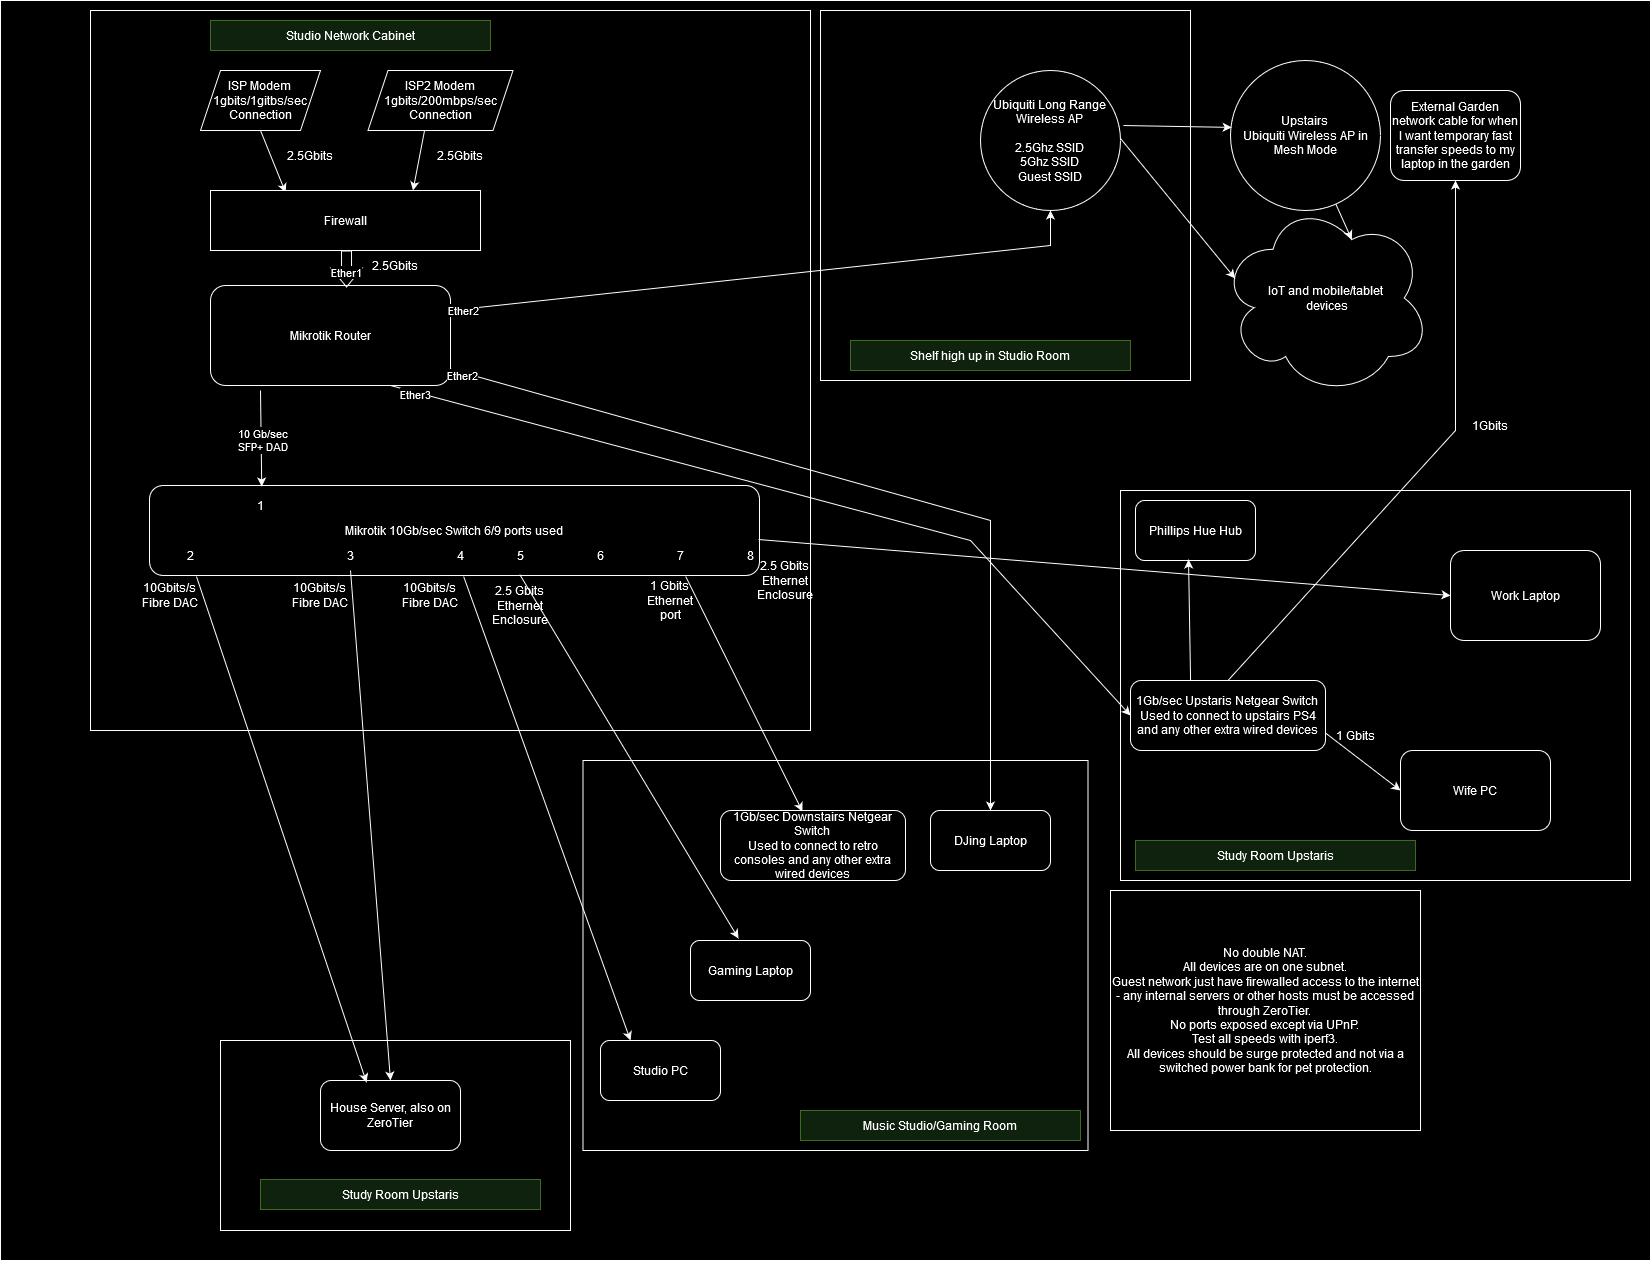 Studio Network Cabinet
ISP Modem
1gbits/1gitbs/sec
Connection
ISP2 Modem
1gbits/200mbps/sec
Connection
2.5Gbits
2.5Gbits
Firewall
Ether1
2.5Gbits
Mikrotik Router
Ether2
Ether2
Ether3
10 Gb/sec
SFP+ DAD
1
Mikrotik 10Gb/sec Switch 6/9 ports used
2
3
4
5
6
7
8
10Gbits/s
Fibre DAC
10Gbits/s
Fibre DAC
10Gbits/s
Fibre DAC
2.5 Gbits
Ethernet
Enclosure
1 Gbits
Ethernet
port
2.5 Gbits
Ethernet
Enclosure
Ubiquiti Long Range
Wireless AP
2.5Ghz SSID
5Ghz SSID
Guest SSID
Shelf high up in Studio Room
Upstairs
Ubiquiti Wireless AP in
Mesh Mode
External Garden
network cable for when
I want temporary fast
transfer speeds to my
laptop in the garden
IoT and mobile/tablet
devices
1Gbits
Phillips Hue Hub
Work Laptop
1Gb/sec Upstaris Netgear Switch
Used to connect to upstairs PS4
and any other extra wired devices
1 Gbits
Wife PC
Study Room Upstaris
1Gb/sec Downstairs Netgear
Switch
Used to connect to retro
consoles and any other extra
wired devices
DJing Laptop
Gaming Laptop
Studio PC
Music Studio/Gaming Room
House Server, also on
ZeroTier
Study Room Upstaris
No double NAT.
All devices are on one subnet.
Guest network just have firewalled access to the internet
- any internal servers or other hosts must be accessed
through ZeroTier.
No ports exposed except via UPnP.
Test all speeds with iperf3.
All devices should be surge protected and not via a
switched power bank for pet protection.